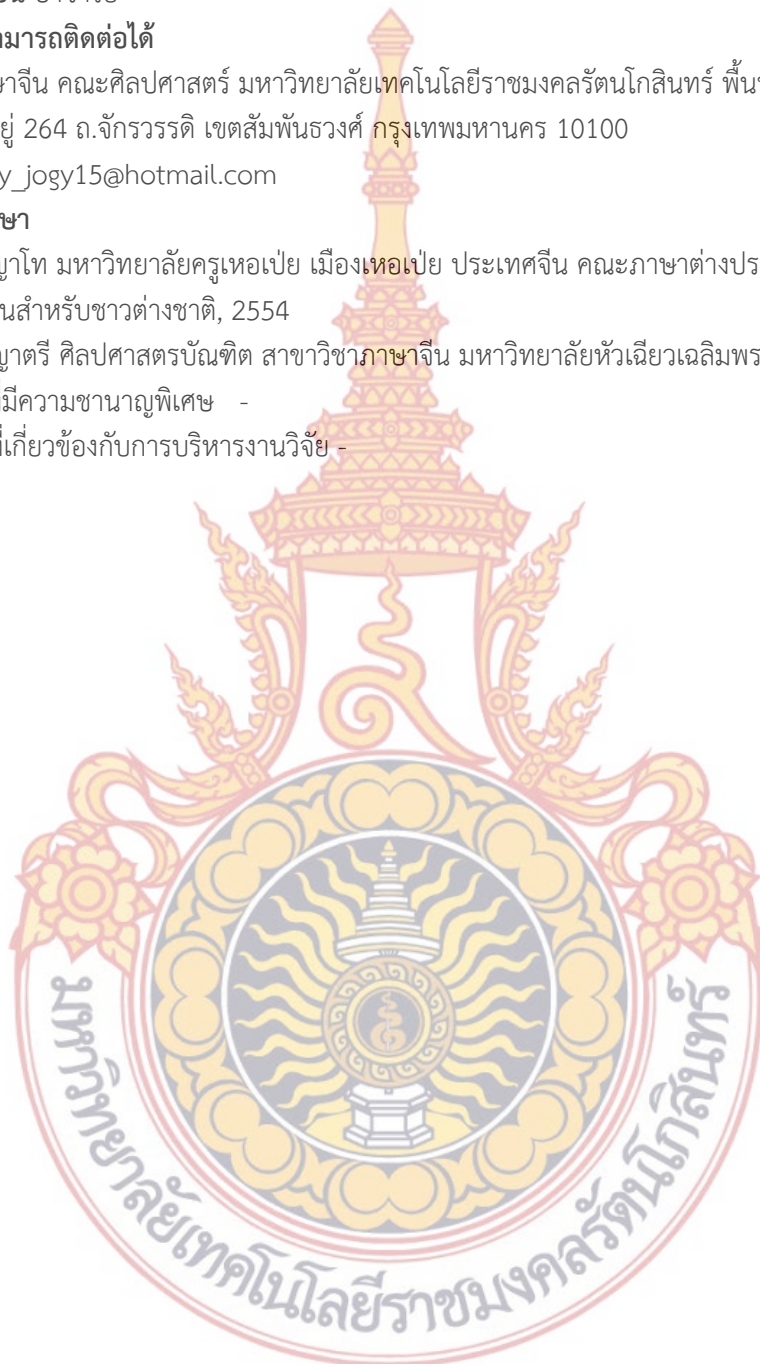 ามารถติดต่อได้
ษาจีน คณะศิลปศาสตร์ มหาวิทยาลัยเทคโนโลยีราชมงคลรัตนโกสินทร์ พื้น
ยู่ 264 ถ.จักรวรรดิ เขตสัมพันธวงศ์ กรุงเทพมหานคร 10100
y_jogy15@hotmail.com
ษา
ญาโท มหาวิทยาลัยครูเหอเป่ย เมืองเหอเป่ย ประเทศจีน คณะภาษาต่างประ
นสำหรับชาวต่างชาติ, 2554
ญาตรี ศิลปศาสตรบัณฑิต สาขาวิชาภาษาจีน มหาวิทยาลัยหัวเฉียวเฉลิมพร
ี่มีความชานาญพิเศษ -
ี่เกี่ยวข้องกับการบริหารงานวิจัย -
มหาวิทยาลัยเทคโนโลยีราชมงคลรัตนโกสินทร์